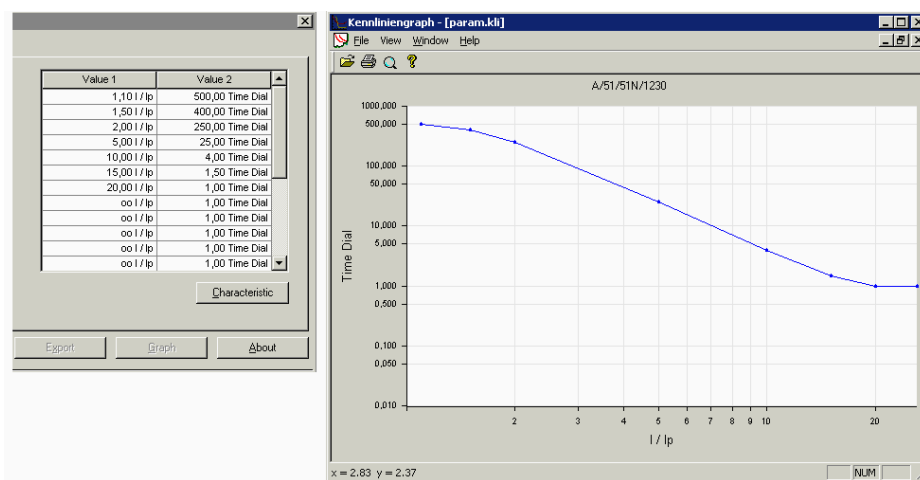 Value 1 Value 2
1,10 I / Ip 500,00 Time Dial
1,50 I / Ip 400,00 Time Dial
2,00 I / Ip 250,00 Time Dial
5,00 I / Ip 25,00 Time Dial
10,00 I / Ip 4,00 Time Dial
15,00 I / Ip 1,50 Time Dial
20,00 I / Ip 1,00 Time Dial
oo I / Ip 1,00 Time Dial
oo I / Ip 1,00 Time Dial
oo I / Ip 1,00 Time Dial
oo I / Ip 1,00 Time Dial
oo I / Ip 1,00 Time Dial
Characteristic
Export Graph About
Kennliniengraph - [param.kli]
File View Window Help
A/51/51N/1230
1000,000
500,000
100,000
50,000
10,000
5,000
1,000
0,500
0,100
0,050
0,010
Time Dial
2 3 4 5 6 7 8 9 10 20
I / Ip
x = 2.83 y = 2.37
NUM